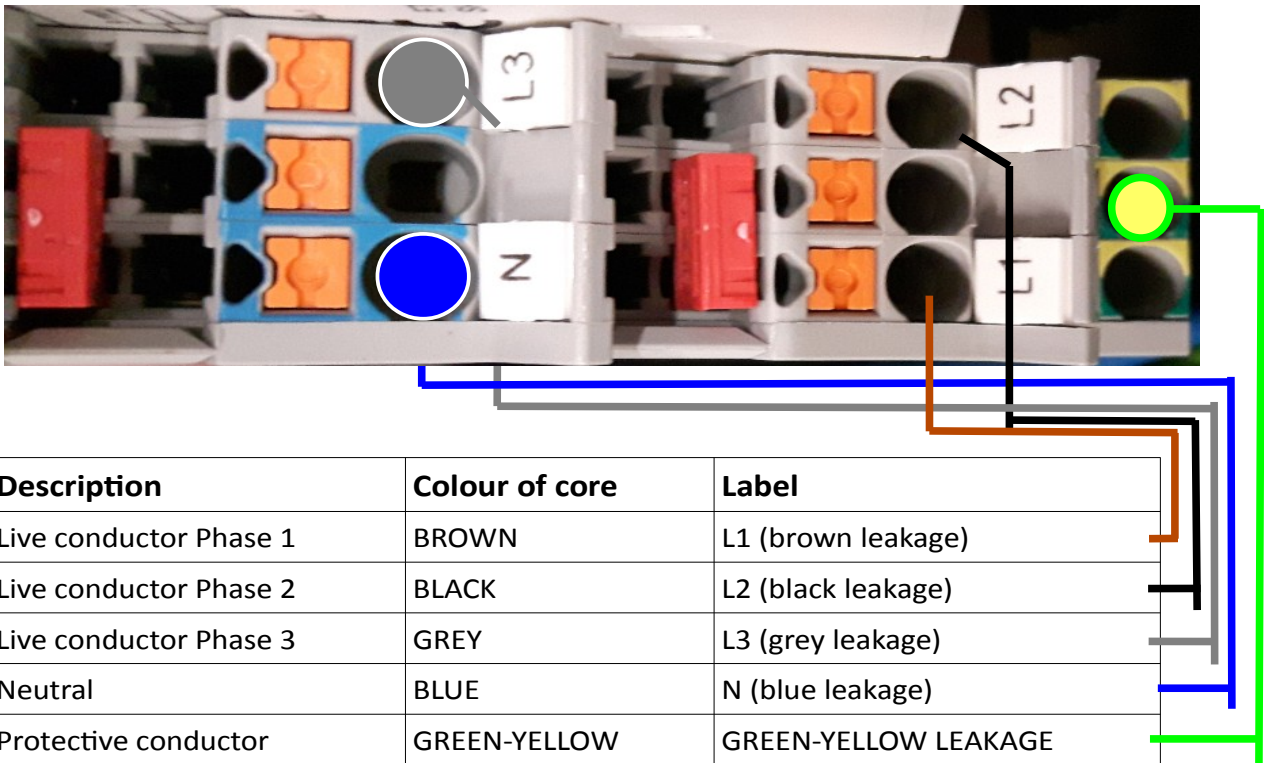 L3
L2
N
L1
Description Colour of core Label
Live conductor Phase 1 BROWN L1 (brown leakage)
Live conductor Phase 2 BLACK L2 (black leakage)
Live conductor Phase 3 GREY L3 (grey leakage)
Neutral BLUE N (blue leakage)
Protective conductor GREEN-YELLOW GREEN-YELLOW LEAKAGE